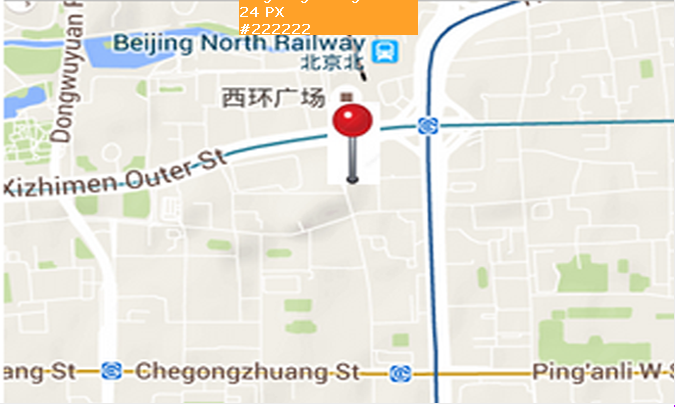 24 PX
#222222
Dongwuyuan
Beijing North Railway
北京北
西环广场
Xizhimen Outer St
ang St
Chegongzhuang St
Ping'anli W S